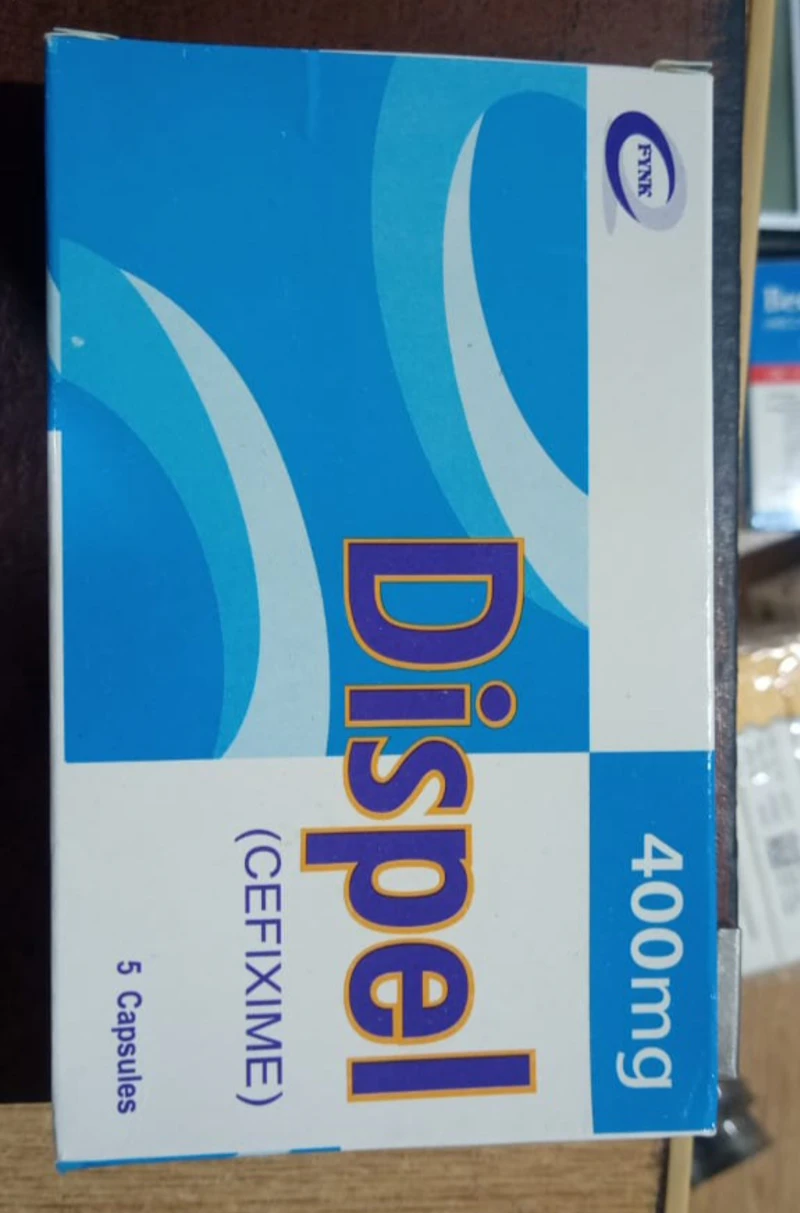 FYNK
400mg
Dispel
(CEFIXIME)
5 Capsules